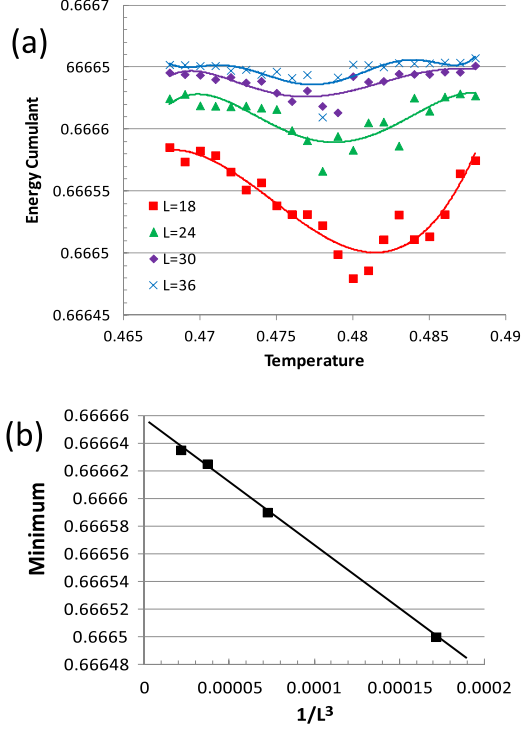 (a)
0.6667
0.66665
0.6666
0.66655
0.6665
0.66645
Energy Cumulant
L=18
L=24
L=30
L=36
0.465 0.47 0.475 0.48 0.485 0.49
Temperature
(b)
0.66666
0.66664
0.66662
0.6666
0.66658
0.66656
0.66654
0.66652
0.6665
0.66648
Minimum
0 0.00005 0.0001 0.00015 0.0002
1/L³